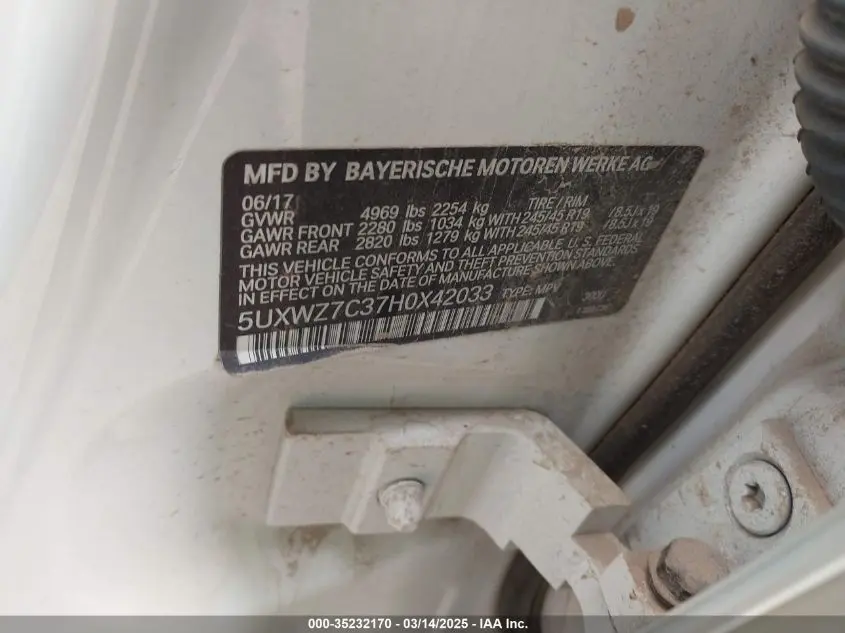 MFD BY BAYERISCHE MOTOREN WERKE AG
06/17 TIRE / RIM
GVWR 4969 lbs 2254 kg
GAWR FRONT 2280 lbs 1034 kg WITH 245/45 R19 / 8.5J x 19
GAWR REAR 2820 lbs 1279 kg WITH 245/45 R19 / 8.5J x 19
THIS VEHICLE CONFORMS TO ALL APPLICABLE U. S. FEDERAL
MOTOR VEHICLE SAFETY AND THEFT PREVENTION STANDARDS
IN EFFECT ON THE DATE OF MANUFACTURE SHOWN ABOVE.
5UXWZ7C37H0X42033 TYPE: MPV
000-35232170 - 03/14/2025 - IAA Inc.